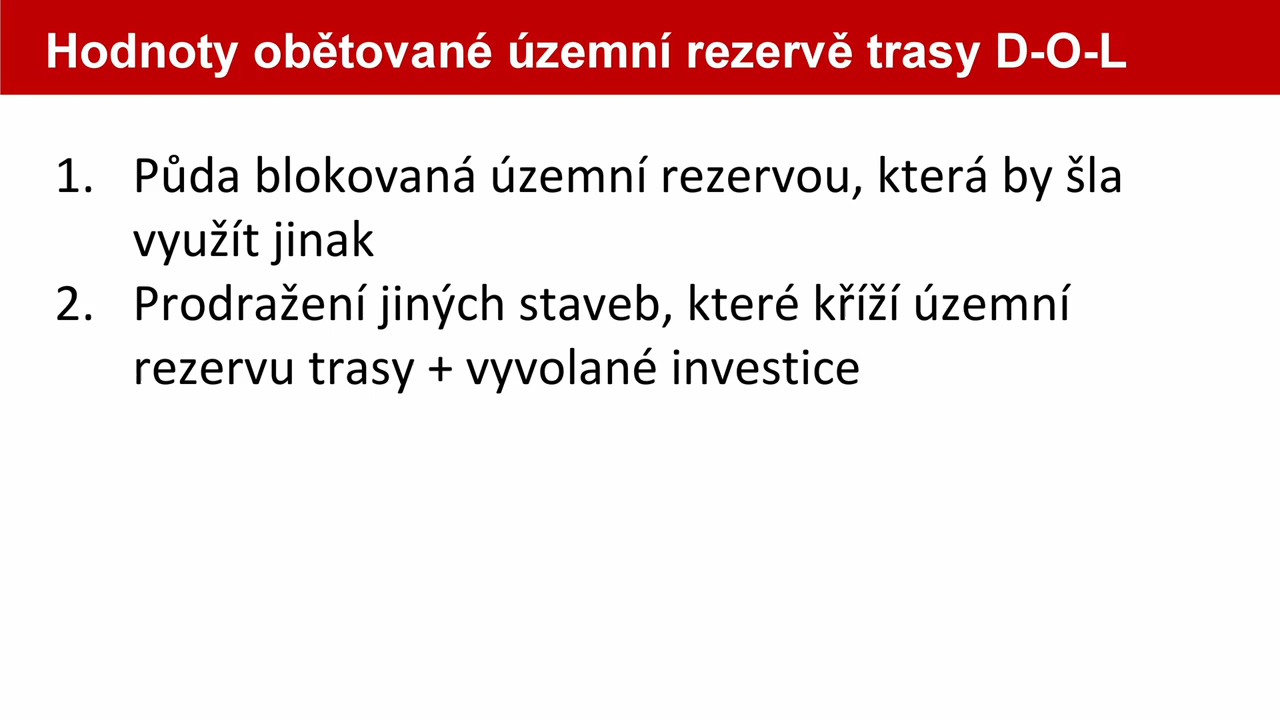 Hodnoty obětované územní rezervě trasy D-O-L
1. Půda blokovaná územní rezervou, která by šla
využít jinak
2. Prodražení jiných staveb, které kříží územní
rezervu trasy + vyvolané investice